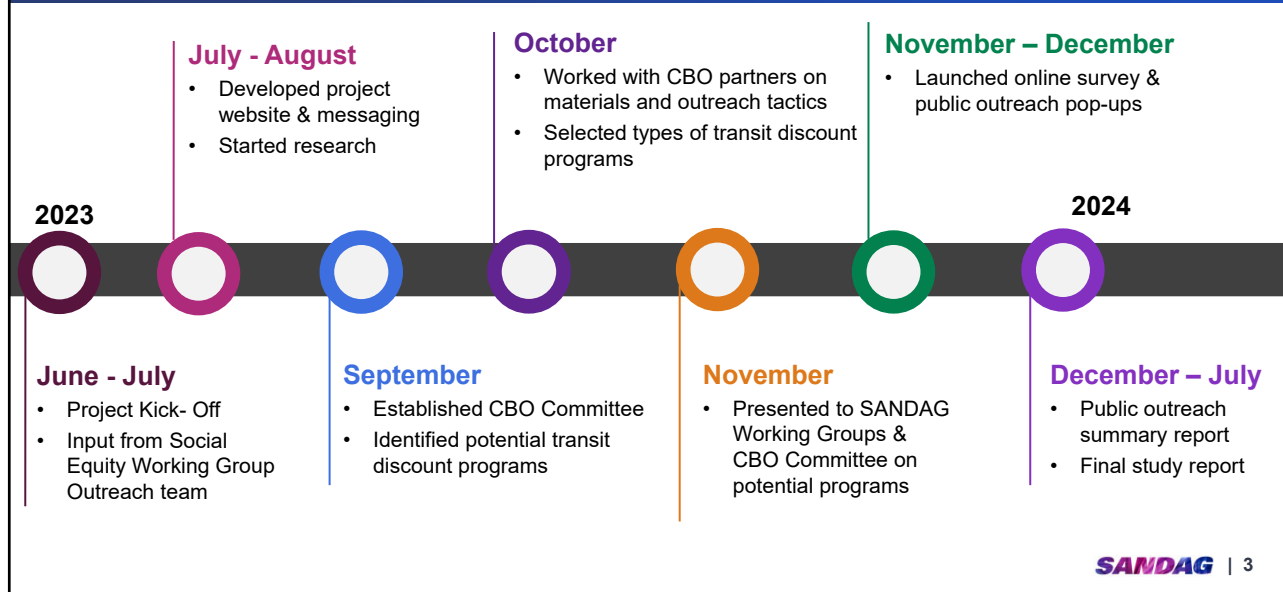 2023
June - July
• Project Kick- Off
• Input from Social
Equity Working Group
Outreach team
July - August
• Developed project
website & messaging
• Started research
September
• Established CBO Committee
• Identified potential transit
discount programs
October
• Worked with CBO partners on
materials and outreach tactics
• Selected types of transit discount
programs
November
• Presented to SANDAG
Working Groups &
CBO Committee on
potential programs
November – December
• Launched online survey &
public outreach pop-ups
2024
December – July
• Public outreach
summary report
• Final study report
SANDAG | 3